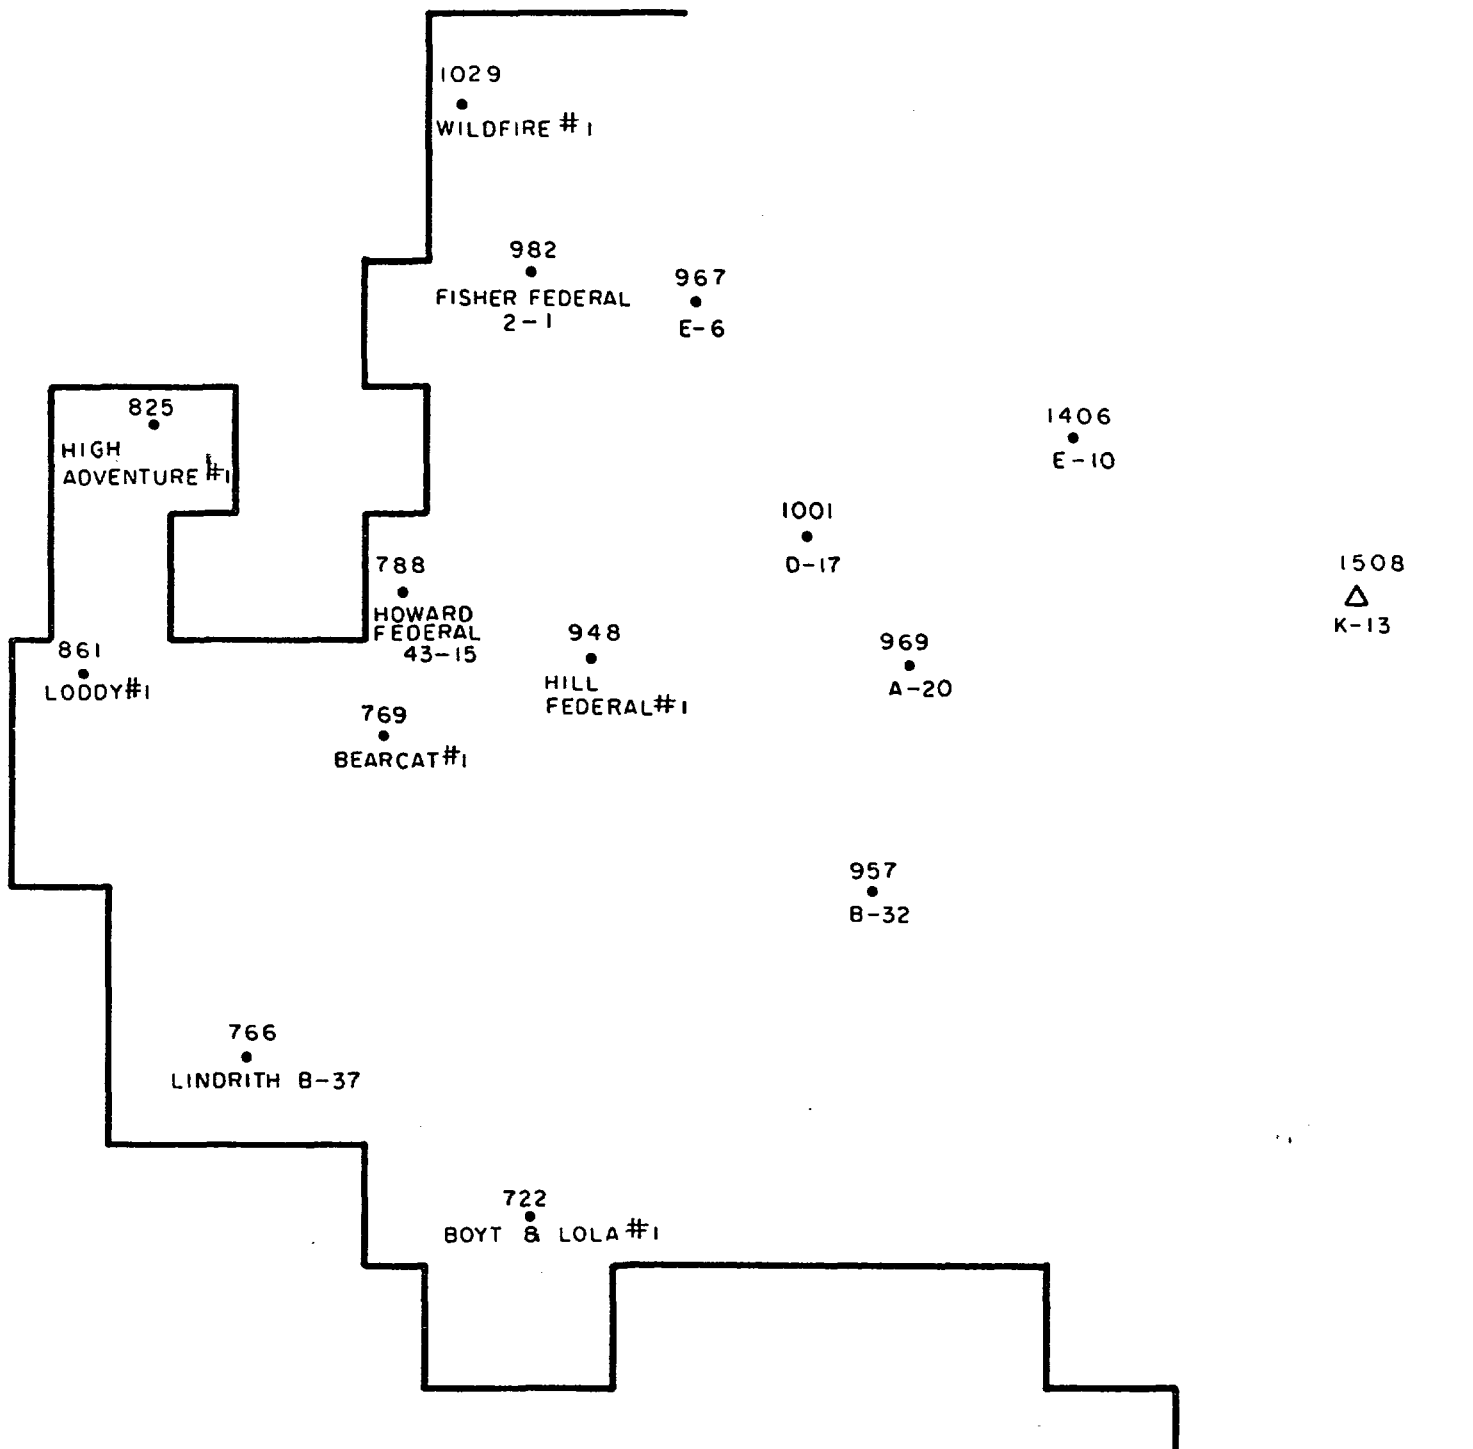 1029
WILDFIRE #1
982
FISHER FEDERAL
2-1
967
E-6
825
HIGH
ADVENTURE #1
1406
E-10
1001
D-17
788
HOWARD
FEDERAL
43-15
1508
K-13
861
LODDY #1
948
HILL
FEDERAL #1
969
A-20
769
BEARCAT #1
957
B-32
766
LINDRITH B-37
722
BOYT & LOLA #1